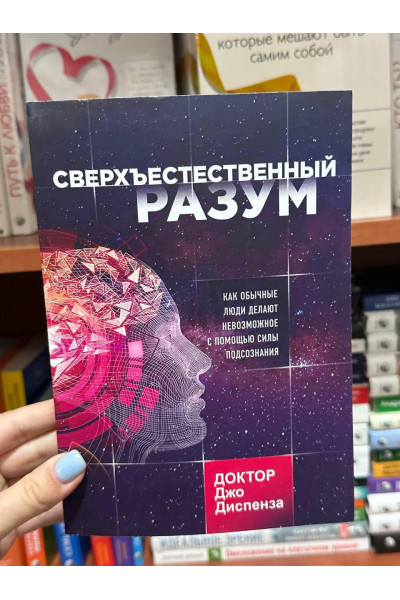 которые мешают быть
самим собой
ПУТЬ К ЛЮБВИ
СВЕРХЪЕСТЕСТВЕННЫЙ
РАЗУМ
КАК ОБЫЧНЫЕ
ЛЮДИ ДЕЛАЮТ
НЕВОЗМОЖНОЕ
С ПОМОЩЬЮ СИЛЫ
ПОДСОЗНАНИЯ
ДОКТОР
Джо
Диспенза